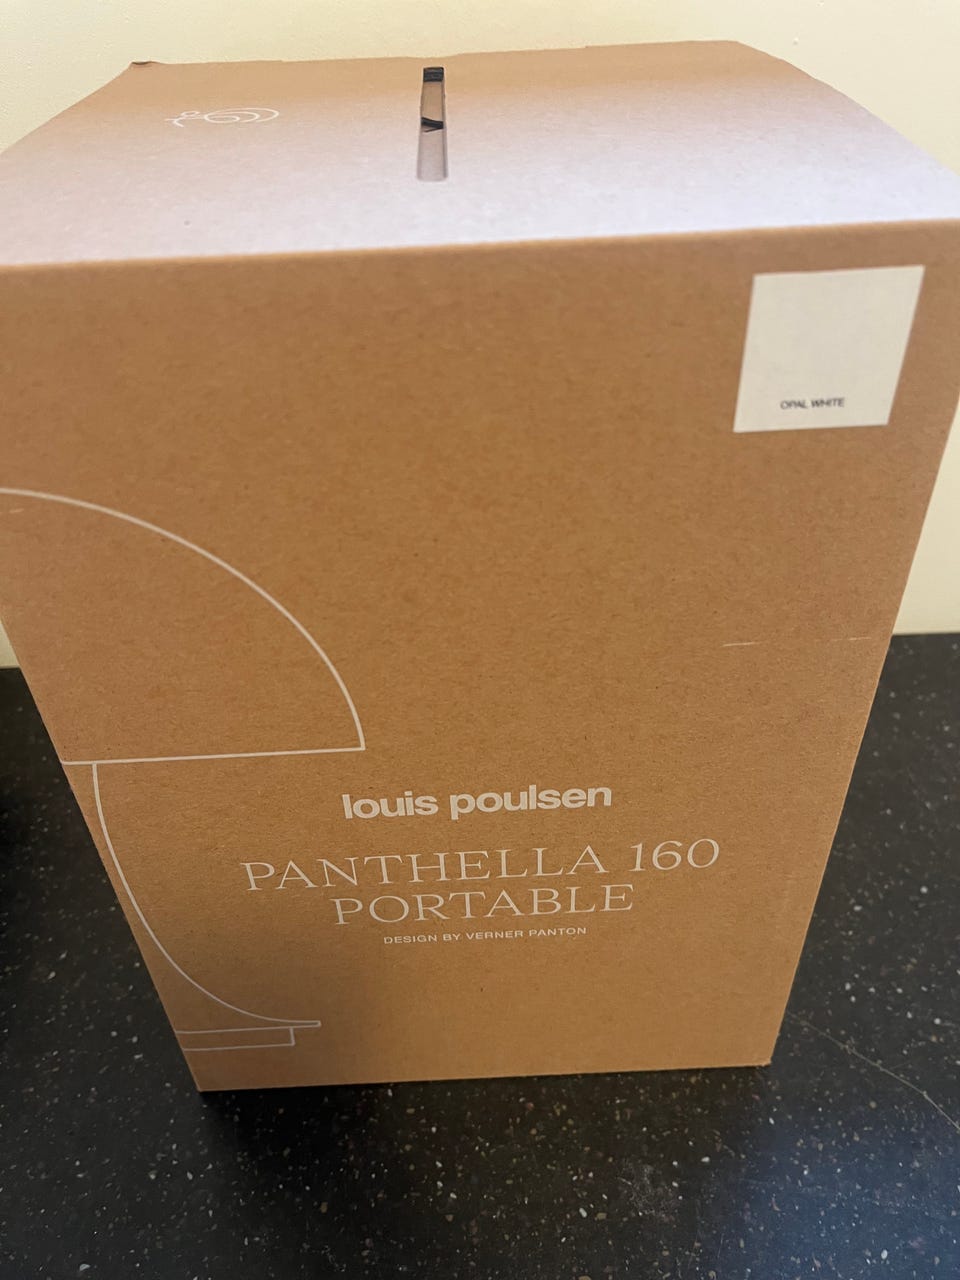 OPAL WHITE
louis poulsen
PANTHELLA 160
PORTABLE
DESIGN BY VERNER PANTON